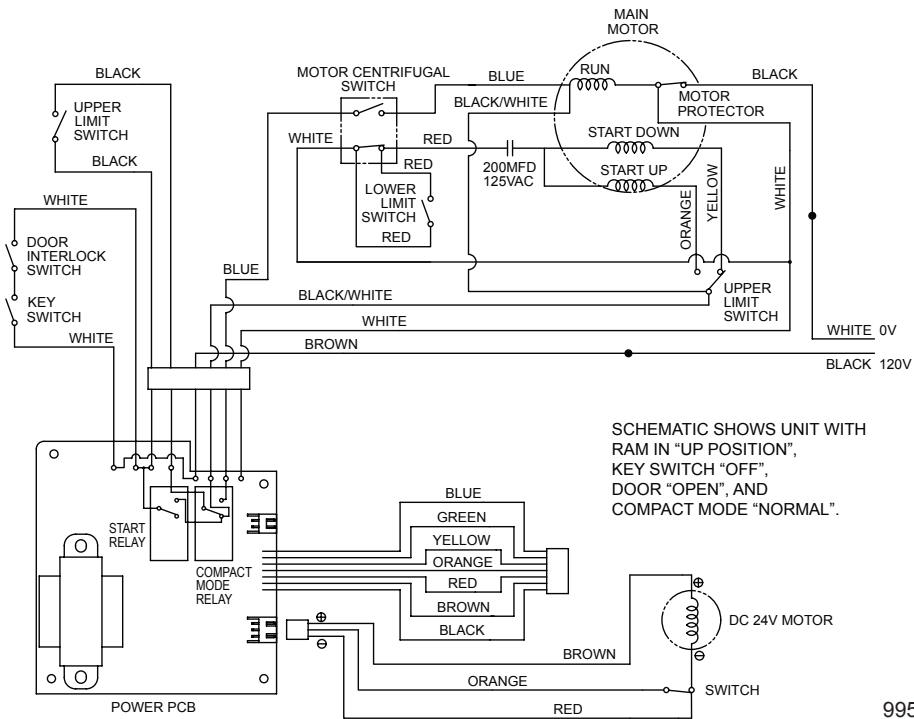 MAIN
MOTOR
BLACK
UPPER
LIMIT
SWITCH
BLACK
MOTOR CENTRIFUGAL
SWITCH
BLUE
RUN
BLACK
BLACK/WHITE
MOTOR
PROTECTOR
WHITE
RED
START DOWN
RED
200MFD
125VAC
START UP
LOWER
LIMIT
SWITCH
RED
ORANGE
YELLOW
WHITE
WHITE
DOOR
INTERLOCK
SWITCH
KEY
SWITCH
WHITE
BLUE
BLACK/WHITE
UPPER
LIMIT
SWITCH
WHITE
BROWN
WHITE 0V
BLACK 120V
SCHEMATIC SHOWS UNIT WITH
RAM IN “UP POSITION”,
KEY SWITCH “OFF”,
DOOR “OPEN”, AND
COMPACT MODE “NORMAL”.
START
RELAY
COMPACT
MODE
RELAY
BLUE
GREEN
YELLOW
ORANGE
RED
BROWN
BLACK
⊕
⊖
⊕
DC 24V MOTOR
⊖
BROWN
ORANGE
SWITCH
RED
POWER PCB
995